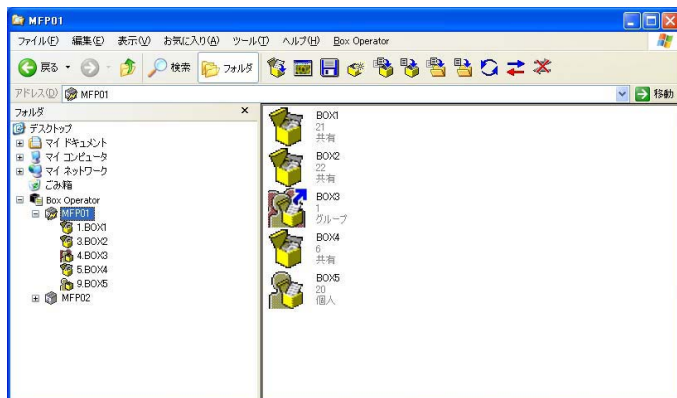 MFP01
ファイル(F) 編集(E) 表示(V) お気に入り(A) ツール(T) ヘルプ(H) Box Operator
戻る 検索 フォルダ
アドレス(D) MFP01 移動
フォルダ ×
デスクトップ
マイ ドキュメント
マイ コンピュータ
マイ ネットワーク
ごみ箱
Box Operator
MFP01
1.BOX1
3.BOX2
4.BOX3
5.BOX4
9.BOX5
MFP02
BOX1
21
共有
BOX2
22
共有
BOX3
1
グループ
BOX4
6
共有
BOX5
20
個人